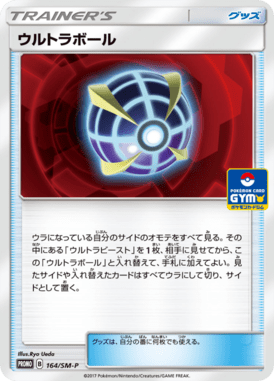 TRAINER'S
グッズ
ウルトラボール
POKÉMON CARD
GYM
ポケモンカードジム
ウラになっている自分のサイドのオモテをすべて見る。その
中にある「ウルトラビースト」を1枚、相手に見せてから、こ
の「ウルトラボール」と入れ替えて、手札に加えてよい。見
たサイドや入れ替えたカードはすべてウラにして切り、サイ
ドとして置く。
Illus.Ryo Ueda
PROMO D 164/SM-P
グッズは、自分の番に何枚でも使える。
©2017 Pokémon/Nintendo/Creatures/GAME FREAK.